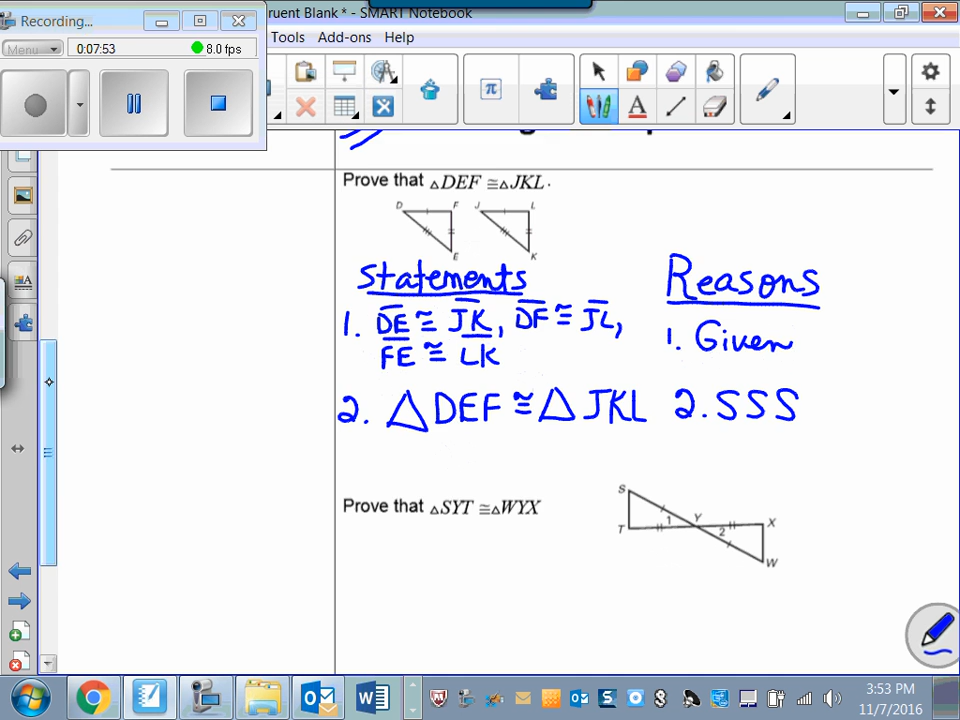 Recording...
ruent Blank * - SMART Notebook
Menu
0:07:53
8.0 fps
Tools Add-ons Help
Prove that △DEF ≅ △JKL.
D F J L
E K
Statements Reasons
1. DE ≅ JK, DF ≅ JL, 1. Given
FE ≅ LK
2. △ DEF ≅ △ JKL 2. SSS
Prove that △SYT ≅ △WYX
S
T 1 Y 2 X
W
3:53 PM
11/7/2016